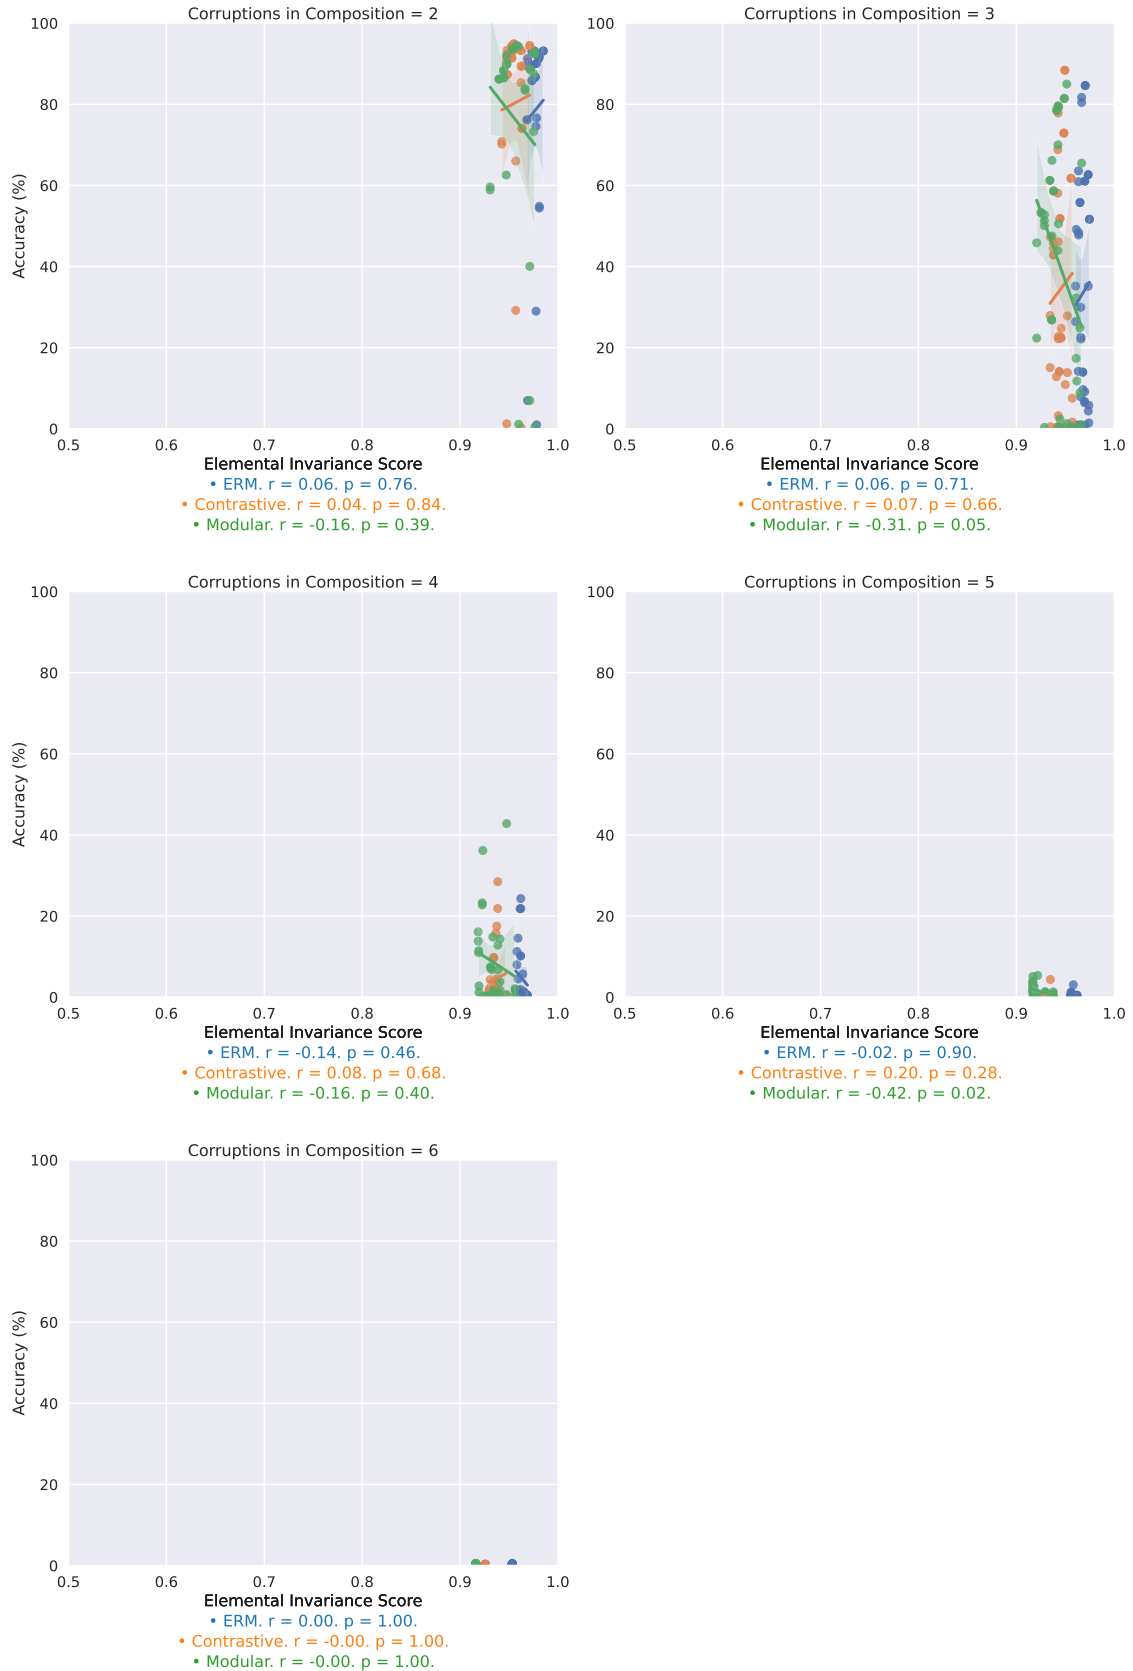 Corruptions in Composition = 2
100
80
60
40
20
0
Accuracy (%)
0.5 0.6 0.7 0.8 0.9 1.0
Elemental Invariance Score
• ERM. r = 0.06. p = 0.76.
• Contrastive. r = 0.04. p = 0.84.
• Modular. r = -0.16. p = 0.39.
Corruptions in Composition = 3
100
80
60
40
20
0
0.5 0.6 0.7 0.8 0.9 1.0
Elemental Invariance Score
• ERM. r = 0.06. p = 0.71.
• Contrastive. r = 0.07. p = 0.66.
• Modular. r = -0.31. p = 0.05.
Corruptions in Composition = 4
100
80
60
40
20
0
Accuracy (%)
0.5 0.6 0.7 0.8 0.9 1.0
Elemental Invariance Score
• ERM. r = -0.14. p = 0.46.
• Contrastive. r = 0.08. p = 0.68.
• Modular. r = -0.16. p = 0.40.
Corruptions in Composition = 5
100
80
60
40
20
0
0.5 0.6 0.7 0.8 0.9 1.0
Elemental Invariance Score
• ERM. r = -0.02. p = 0.90.
• Contrastive. r = 0.20. p = 0.28.
• Modular. r = -0.42. p = 0.02.
Corruptions in Composition = 6
100
80
60
40
20
0
Accuracy (%)
0.5 0.6 0.7 0.8 0.9 1.0
Elemental Invariance Score
• ERM. r = 0.00. p = 1.00.
• Contrastive. r = -0.00. p = 1.00.
• Modular. r = -0.00. p = 1.00.